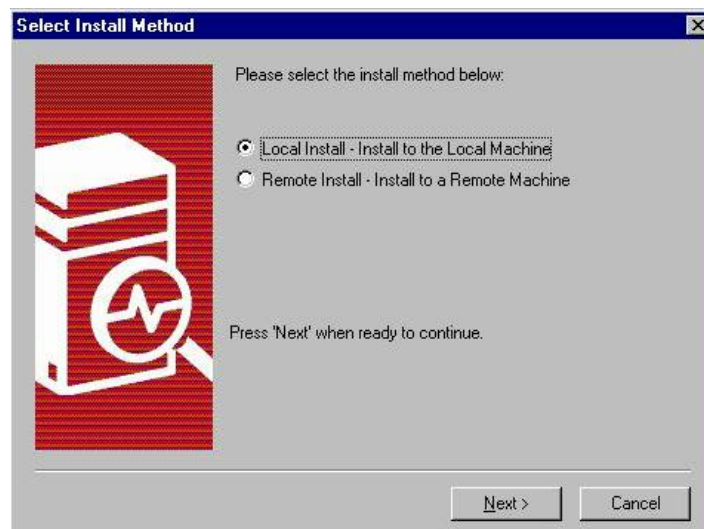 Select Install Method
Please select the install method below:
Local Install - Install to the Local Machine
Remote Install - Install to a Remote Machine
Press 'Next' when ready to continue.
Next >
Cancel